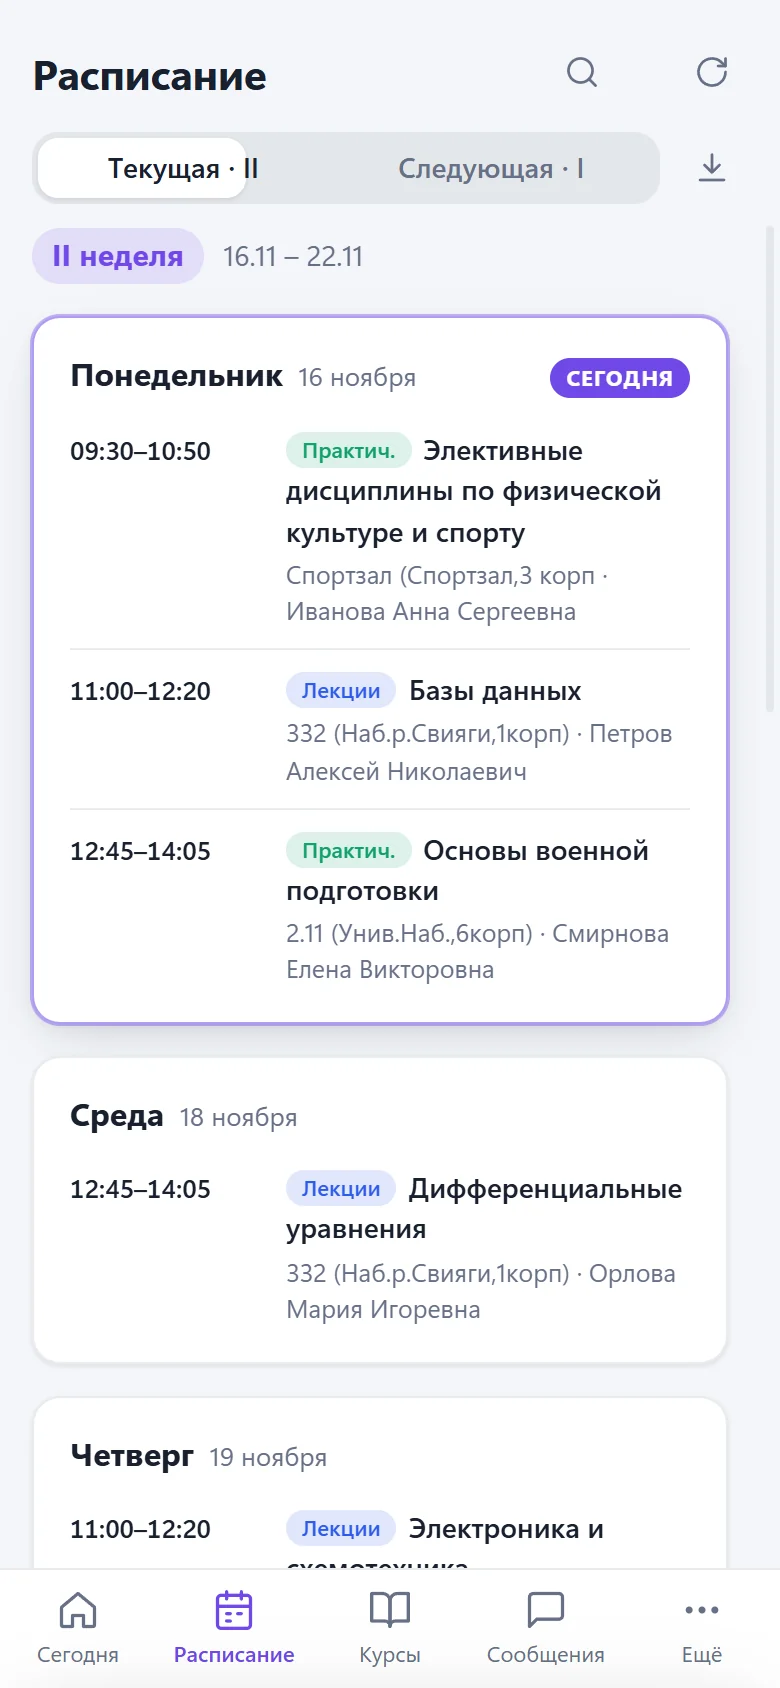 Расписание
Текущая · II
Следующая · I
II неделя 16.11 – 22.11
Понедельник 16 ноября СЕГОДНЯ
09:30–10:50 Практич. Элективные
дисциплины по физической
культуре и спорту
Спортзал (Спортзал,3 корп ·
Иванова Анна Сергеевна
11:00–12:20 Лекции Базы данных
332 (Наб.р.Свияги,1корп) · Петров
Алексей Николаевич
12:45–14:05 Практич. Основы военной
подготовки
2.11 (Унив.Наб.,6корп) · Смирнова
Елена Викторовна
Среда 18 ноября
12:45–14:05 Лекции Дифференциальные
уравнения
332 (Наб.р.Свияги,1корп) · Орлова
Мария Игоревна
Четверг 19 ноября
11:00–12:20 Лекции Электроника и
схемотехника
Сегодня
Расписание
Курсы
Сообщения
Ещё